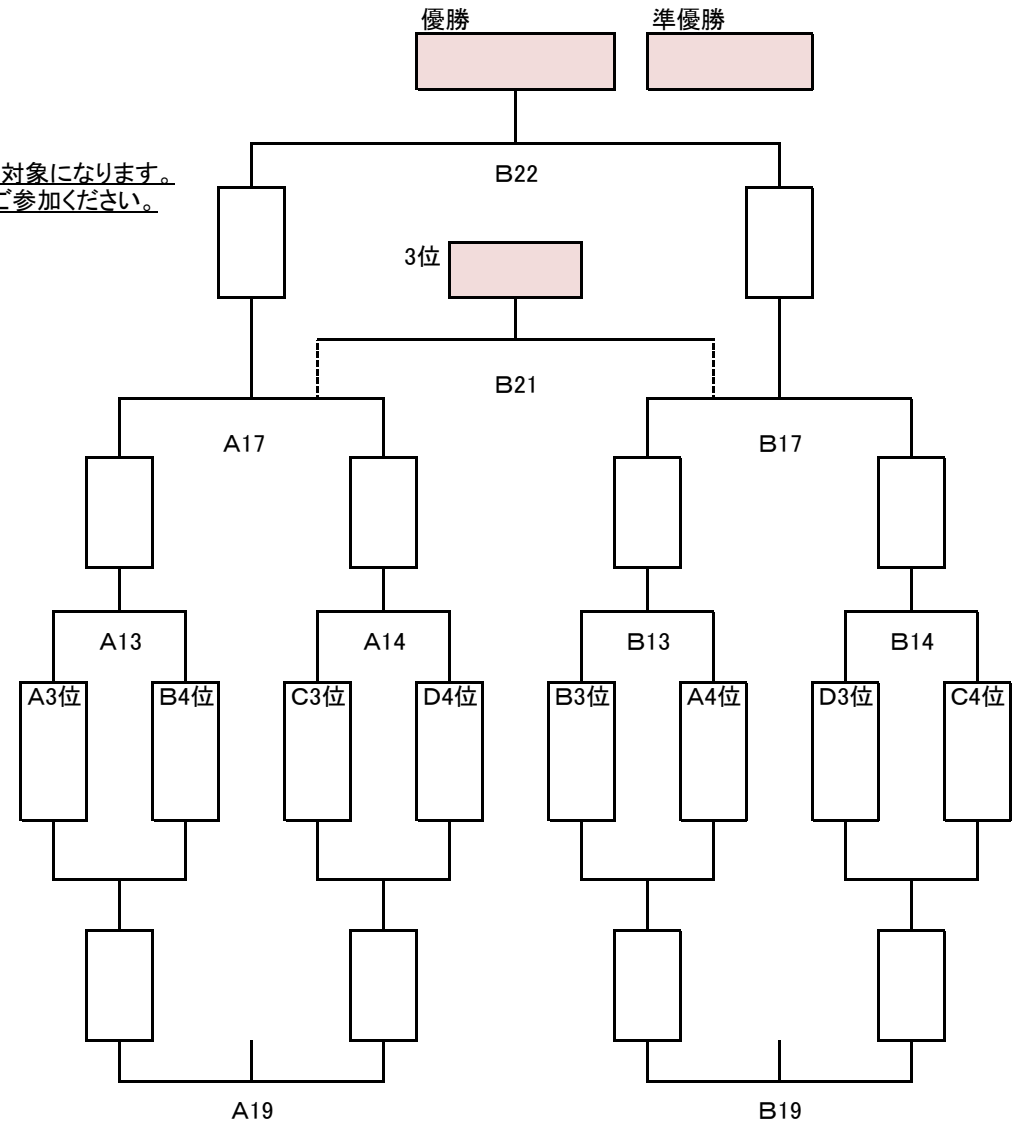 優勝
準優勝
対象になります。
ご参加ください。
B22
3位
B21
A17
B17
A13
A14
B13
B14
A3位
B4位
C3位
D4位
B3位
A4位
D3位
C4位
A19
B19